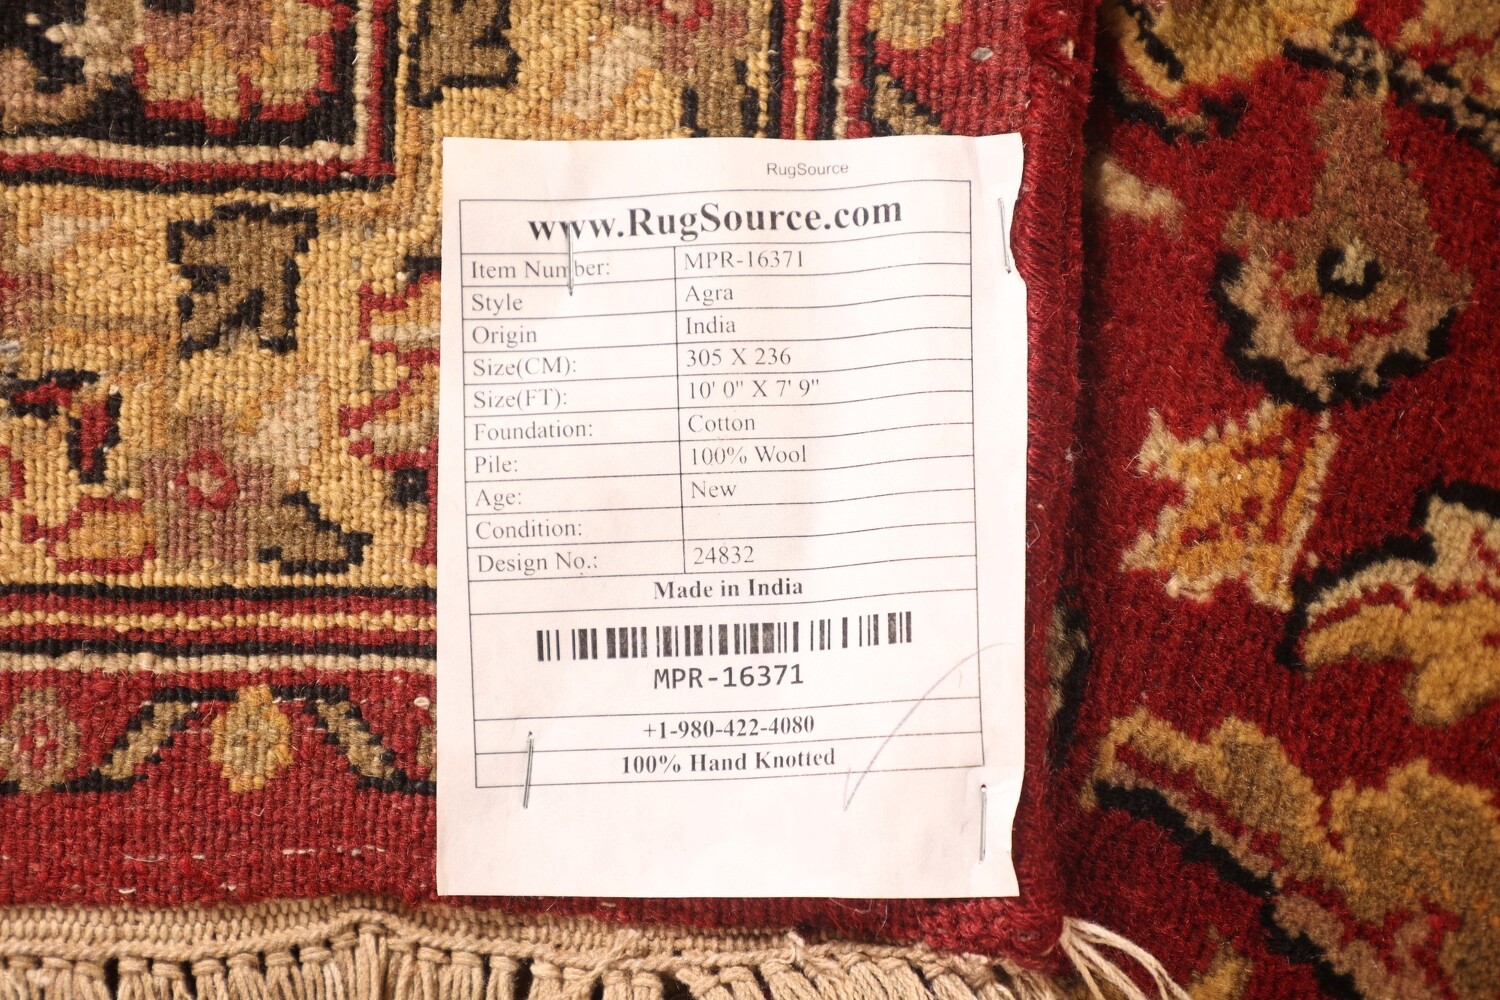 RugSource
www.RugSource.com
Item Number: MPR-16371
Style Agra
Origin India
Size(CM): 305 X 236
Size(FT): 10' 0" X 7' 9"
Foundation: Cotton
Pile: 100% Wool
Age: New
Condition:
Design No.: 24832
Made in India
MPR-16371
+1-980-422-4080
100% Hand Knotted